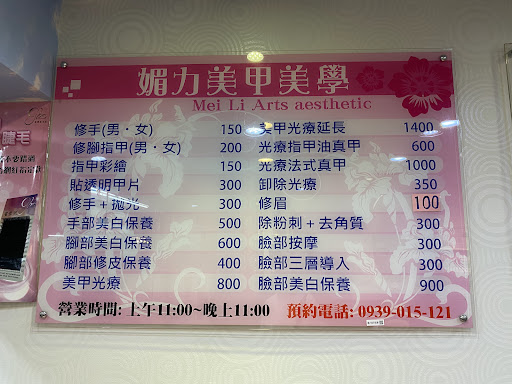 媚力美甲美學
Mei Li Arts aesthetic
修手(男·女) 150
修腳指甲(男·女) 200
指甲彩繪 150
貼透明甲片 300
修手+拋光 300
手部美白保養 500
腳部美白保養 600
腳部修皮保養 400
美甲光療 800
美甲光療延長 1400
光療指甲油真甲 600
光療法式真甲 1000
卸除光療 350
修眉 100
除粉刺+去角質 300
臉部按摩 300
臉部三層導入 300
臉部美白保養 900
營業時間: 上午11:00~晚上11:00
預約電話: 0939-015-121
睫毛